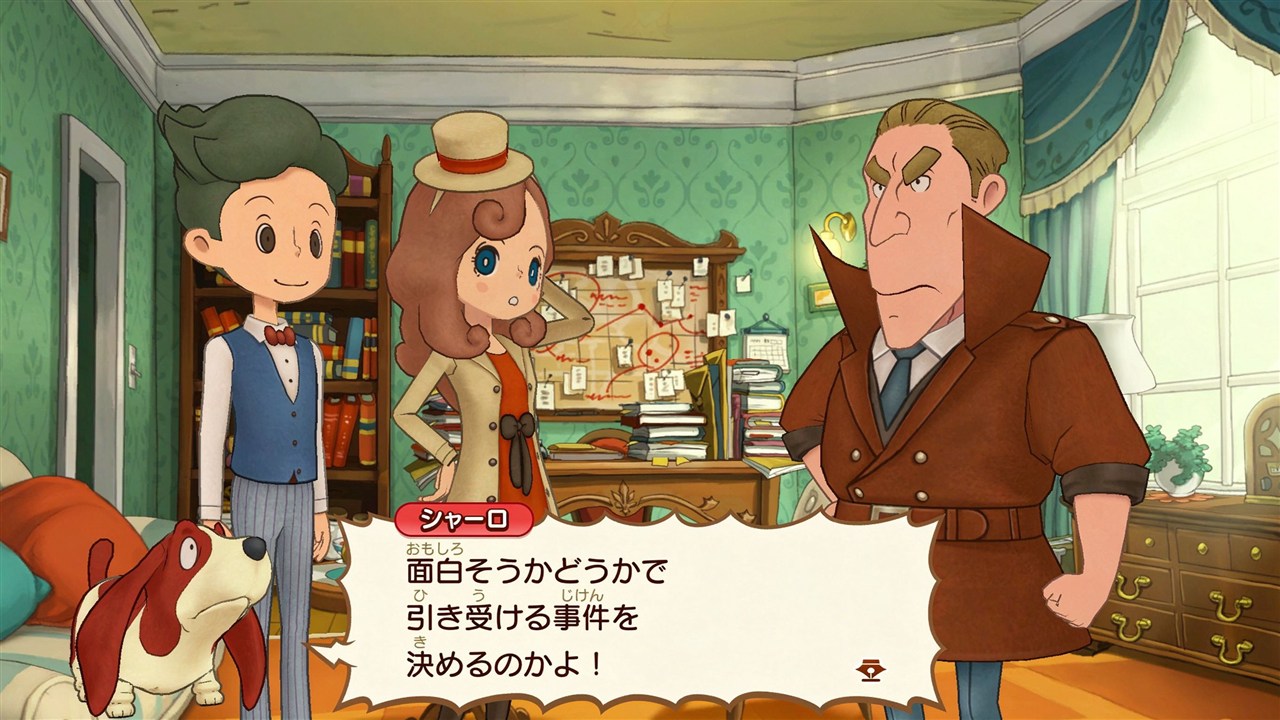 シャーロ
面白そうかどうかで
引き受ける事件を
決めるのかよ！